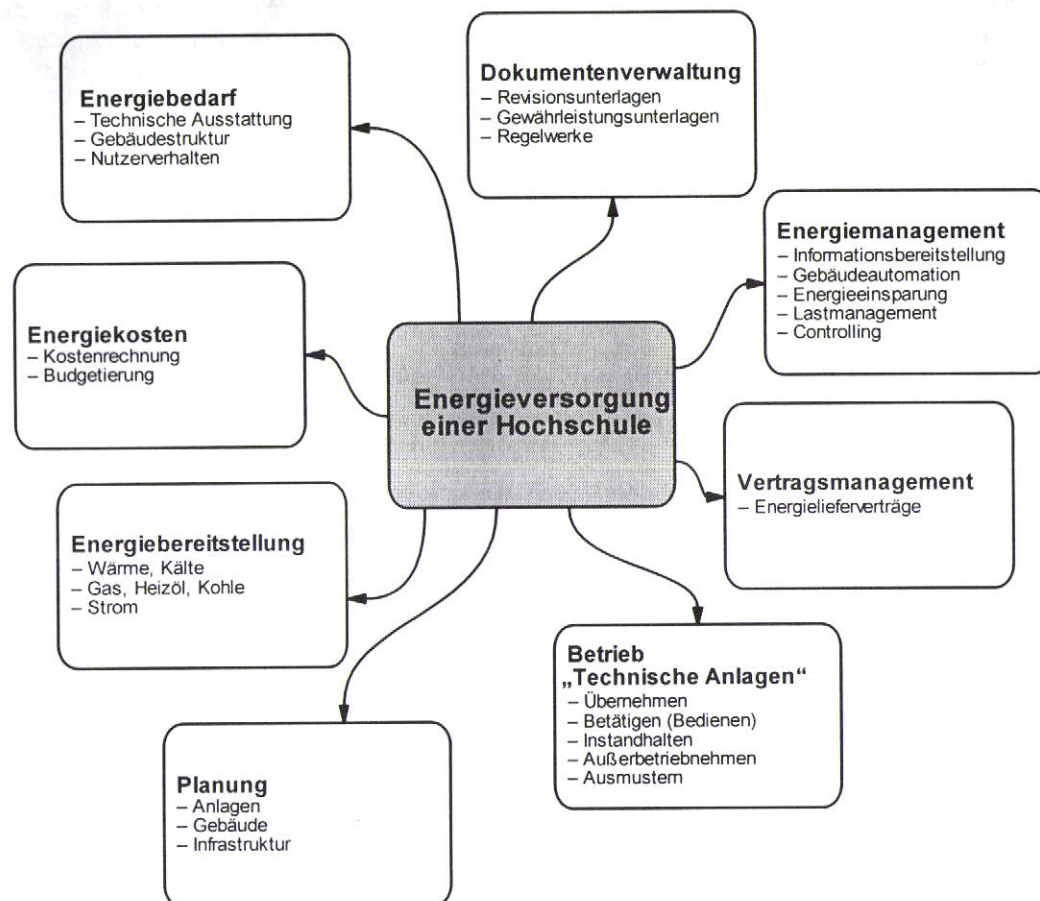 Energiebedarf
– Technische Ausstattung
– Gebäudestruktur
– Nutzerverhalten
Dokumentenverwaltung
– Revisionsunterlagen
– Gewährleistungsunterlagen
– Regelwerke
Energiemanagement
– Informationsbereitstellung
– Gebäudeautomation
– Energieeinsparung
– Lastmanagement
– Controlling
Energiekosten
– Kostenrechnung
– Budgetierung
Energieversorgung
einer Hochschule
Vertragsmanagement
– Energielieferverträge
Energiebereitstellung
– Wärme, Kälte
– Gas, Heizöl, Kohle
– Strom
Betrieb
„Technische Anlagen“
– Übernehmen
– Betätigen (Bedienen)
– Instandhalten
– Außerbetriebnehmen
– Ausmustern
Planung
– Anlagen
– Gebäude
– Infrastruktur